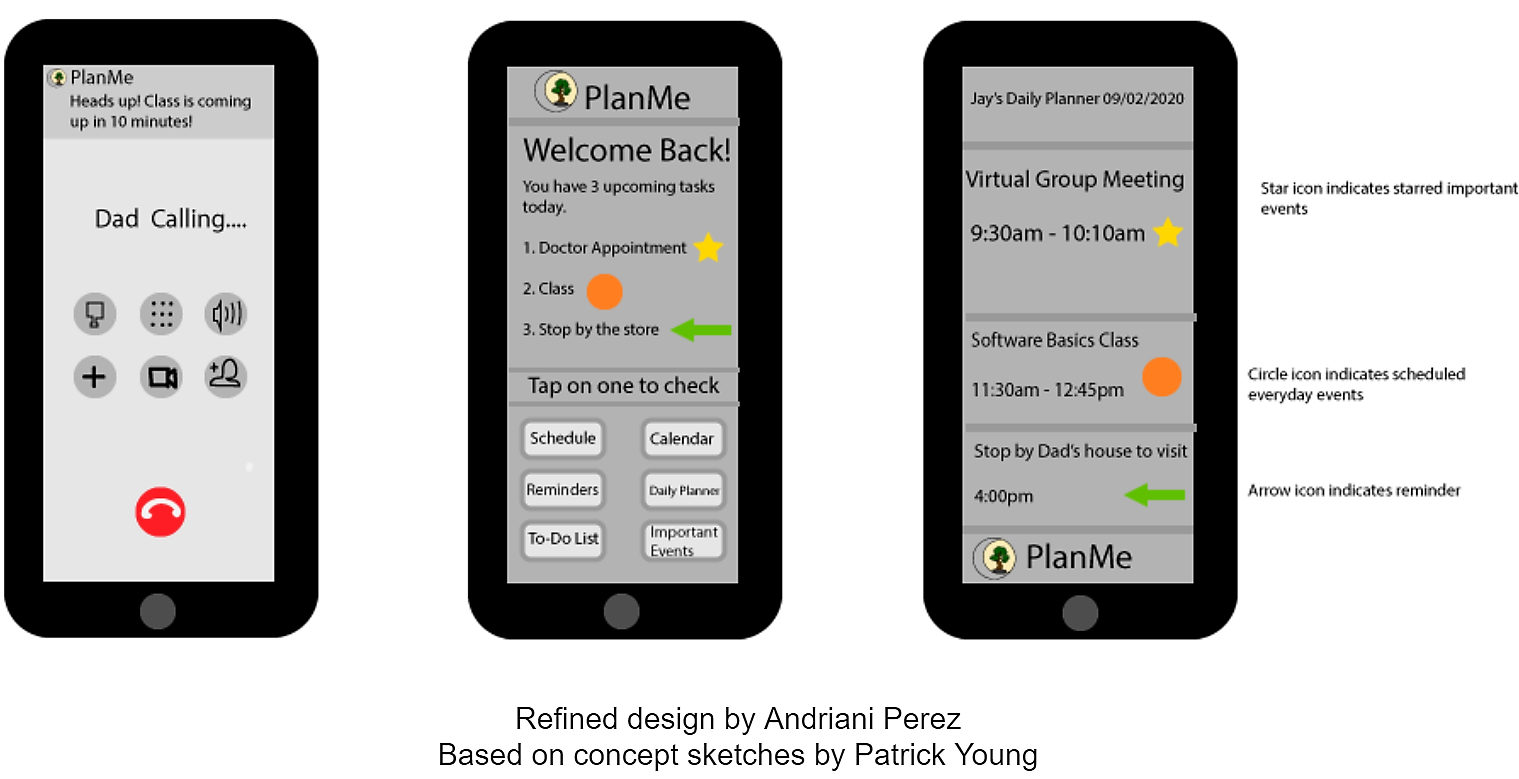 PlanMe
Heads up! Class is coming
up in 10 minutes!
Dad Calling....
PlanMe
Welcome Back!
You have 3 upcoming tasks
today.
1. Doctor Appointment
2. Class
3. Stop by the store
Tap on one to check
Schedule
Calendar
Reminders
Daily Planner
To-Do List
Important
Events
Jay's Daily Planner 09/02/2020
Virtual Group Meeting
9:30am - 10:10am
Software Basics Class
11:30am - 12:45pm
Stop by Dad's house to visit
4:00pm
PlanMe
Star icon indicates starred important
events
Circle icon indicates scheduled
everyday events
Arrow icon indicates reminder
Refined design by Andriani Perez
Based on concept sketches by Patrick Young